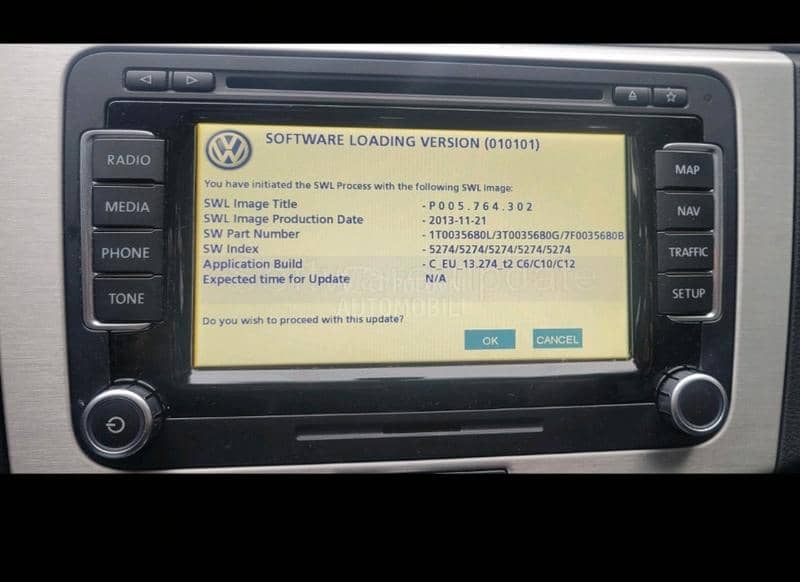 RADIO
MEDIA
PHONE
TONE
SOFTWARE LOADING VERSION (010101)
You have initiated the SWL Process with the following SWL image:
SWL Image Title - P005.764.302
SWL Image Production Date - 2013-11-21
SW Part Number - 1T0035680L/3T0035680G/7F0035680B
SW Index - 5274/5274/5274/5274/5274
Application Build - C_EU_13.274_t2 C6/C10/C12
Expected time for Update N/A
POLOVNI
AUTOMOBILI
Do you wish to proceed with this update?
OK CANCEL
MAP
NAV
TRAFFIC
SETUP